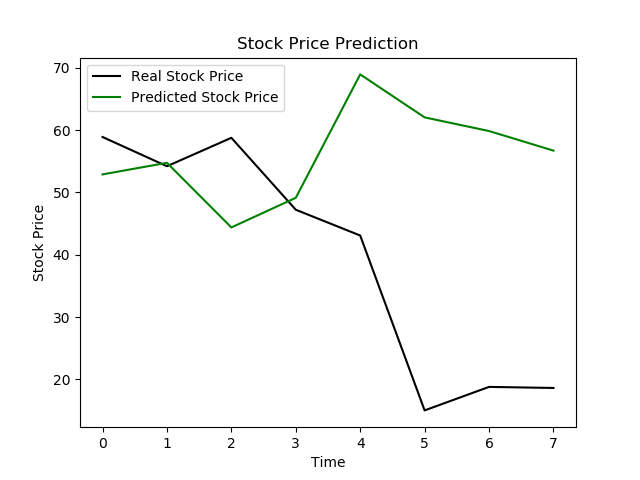 Stock Price Prediction
Real Stock Price
Predicted Stock Price
Stock Price
70
60
50
40
30
20
0 1 2 3 4 5 6 7
Time